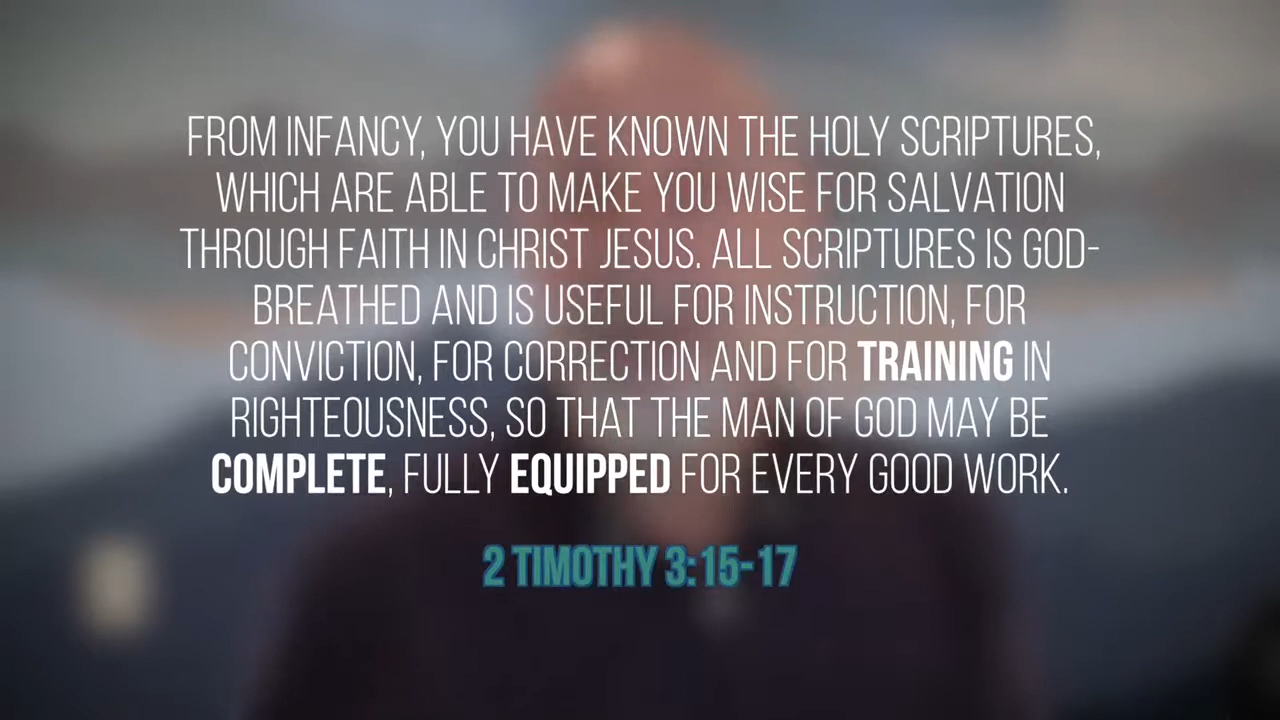 FROM INFANCY, YOU HAVE KNOWN THE HOLY SCRIPTURES,
WHICH ARE ABLE TO MAKE YOU WISE FOR SALVATION
THROUGH FAITH IN CHRIST JESUS. ALL SCRIPTURES IS GOD-
BREATHED AND IS USEFUL FOR INSTRUCTION, FOR
CONVICTION, FOR CORRECTION AND FOR TRAINING IN
RIGHTEOUSNESS, SO THAT THE MAN OF GOD MAY BE
COMPLETE, FULLY EQUIPPED FOR EVERY GOOD WORK.
2 TIMOTHY 3:15-17